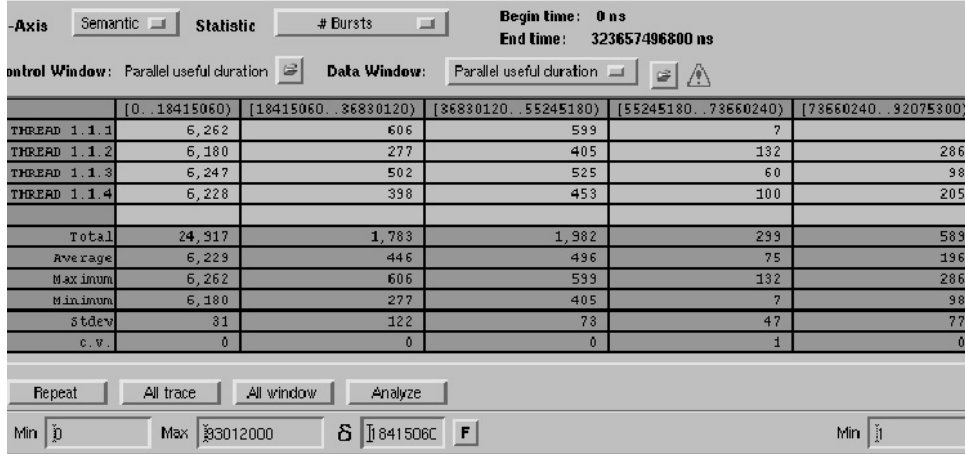 -Axis Semantic Statistic # Bursts Begin time: 0 ns
End time: 323657496800 ns
ontrol Window: Parallel useful duration Data Window: Parallel useful duration
[0..18415060) [18415060..36830120) [36830120..55245180) [55245180..73660240) [73660240..92075300)
THREAD 1.1.1 6,262 606 599 7
THREAD 1.1.2 6,180 277 405 132 286
THREAD 1.1.3 6,247 502 525 60 98
THREAD 1.1.4 6,228 398 453 100 205
Total 24,917 1,783 1,982 299 589
Average 6,229 446 496 75 196
Maximum 6,262 606 599 132 286
Minimum 6,180 277 405 7 98
Stdev 31 122 73 47 77
C.V. 0 0 0 1 0
Repeat All trace All window Analyze
Min 0 Max 93012000 δ 1841506 F Min 1